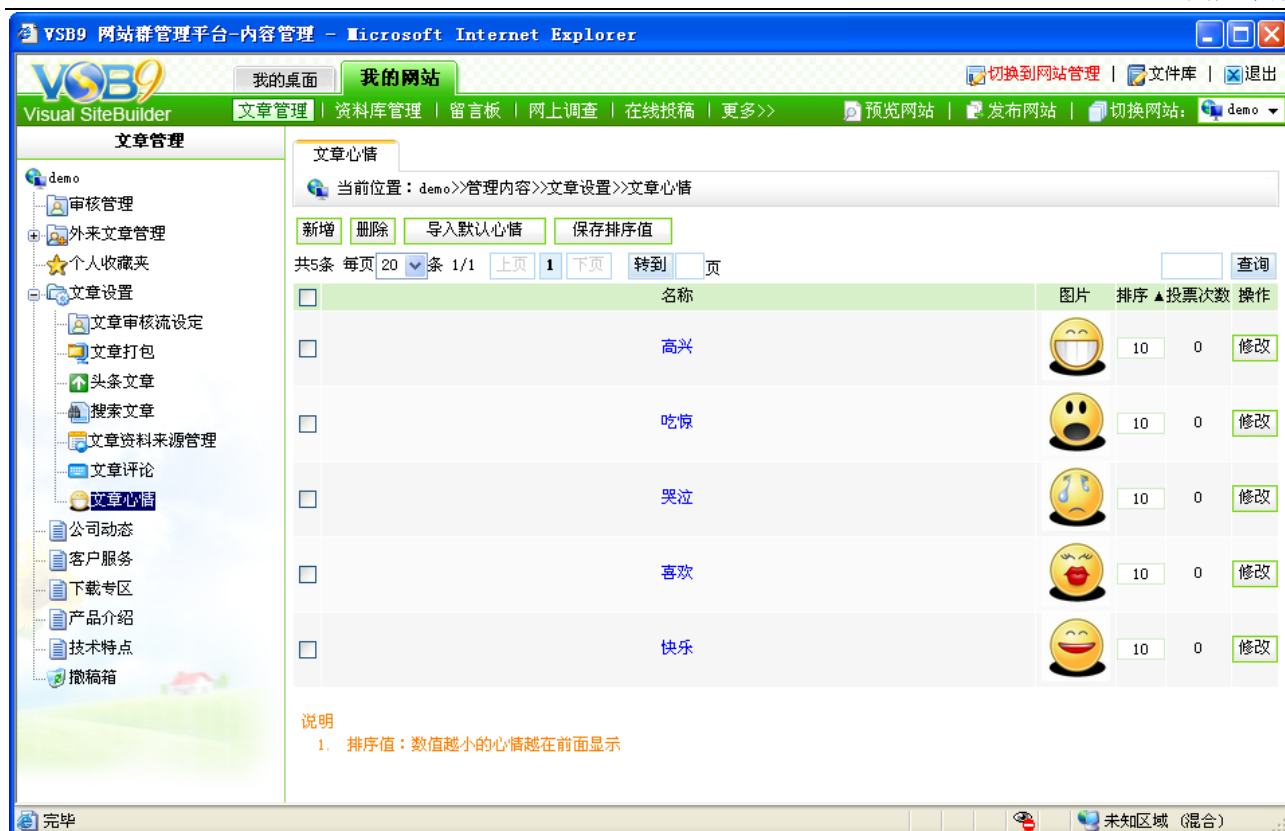 VSB9 网站群管理平台-内容管理 - Microsoft Internet Explorer
VSB9 我的桌面 我的网站 切换到网站管理 | 文件库 | 退出
Visual SiteBuilder 文章管理 | 资料库管理 | 留言板 | 网上调查 | 在线投稿 | 更多>> 预览网站 | 发布网站 | 切换网站: demo
文章管理
demo
审核管理
外来文章管理
个人收藏夹
文章设置
文章审核流设定
文章打包
头条文章
搜索文章
文章资料来源管理
文章评论
文章心情
公司动态
客户服务
下载专区
产品介绍
技术特点
撤稿箱
文章心情
当前位置：demo>>管理内容>>文章设置>>文章心情
新增 删除 导入默认心情 保存排序值
共5条 每页 20 条 1/1 上页 1 下页 转到 页 查询
名称 图片 排序 ▲ 投票次数 操作
高兴 10 0 修改
吃惊 10 0 修改
哭泣 10 0 修改
喜欢 10 0 修改
快乐 10 0 修改
说明
1. 排序值：数值越小的心情越在前面显示
完毕 未知区域 (混合)